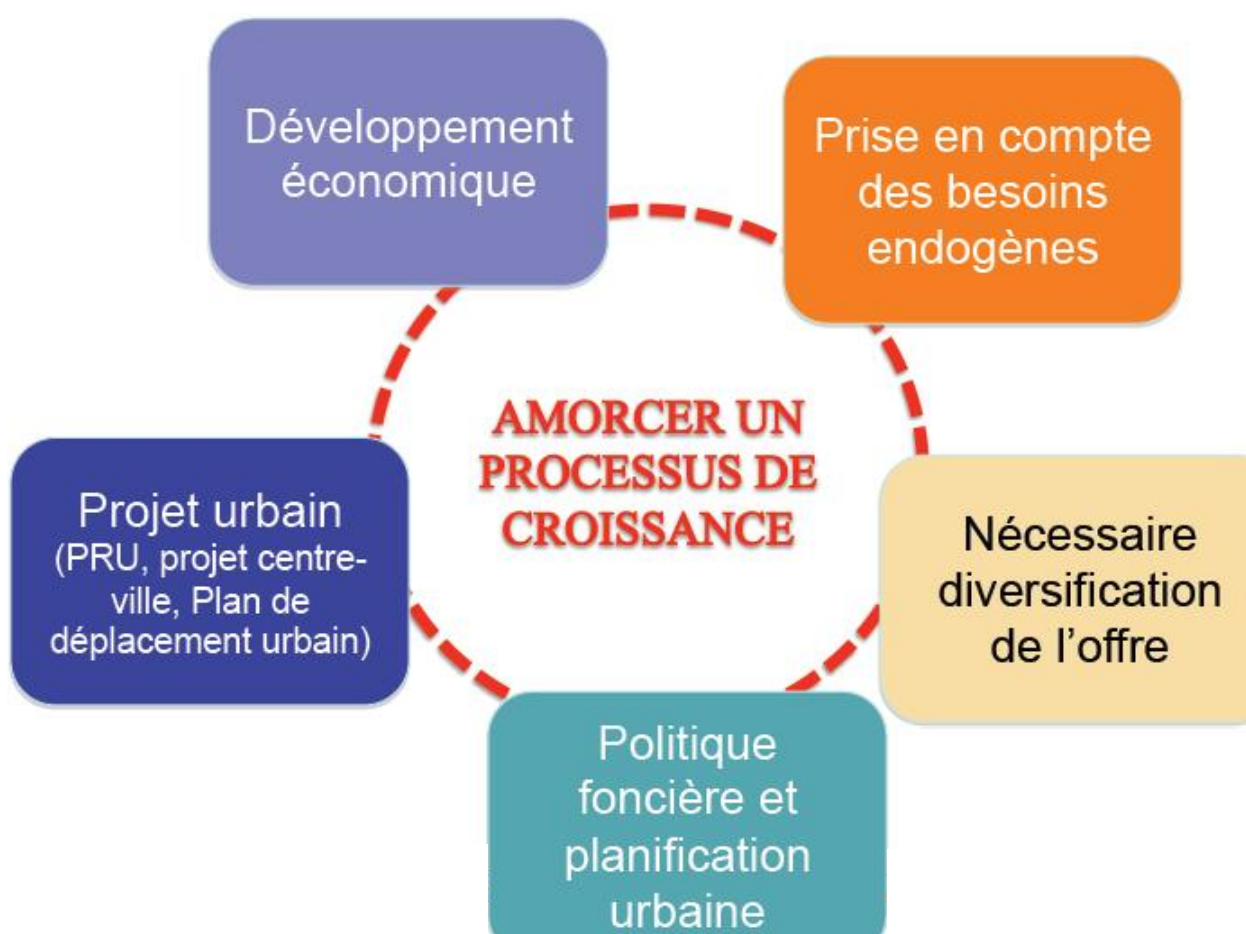 Développement
économique
Prise en compte
des besoins
endogènes
AMORCER UN
PROCESSUS DE
CROISSANCE
Projet urbain
(PRU, projet centre-
ville, Plan de
déplacement urbain)
Nécessaire
diversification
de l’offre
Politique
foncière et
planification
urbaine